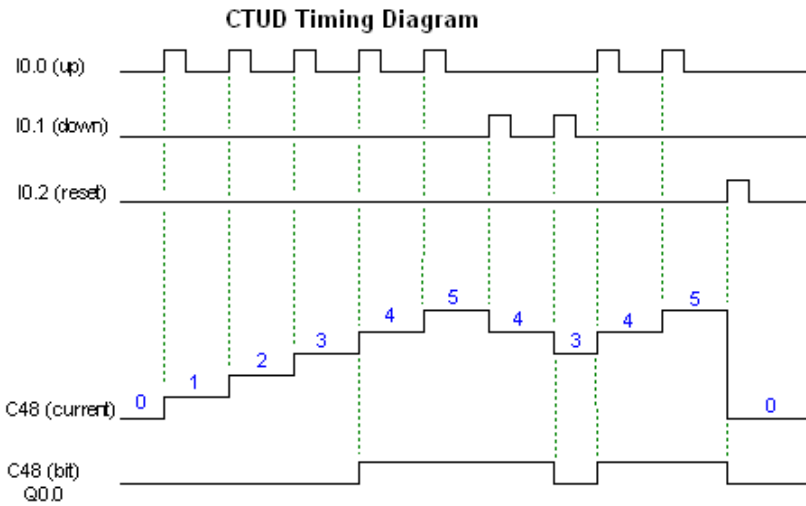 CTUD Timing Diagram
I0.0 (up)
I0.1 (down)
I0.2 (reset)
5
5
4
4
4
3
3
2
1
0
0
C48 (current)
C48 (bit)
Q0.0